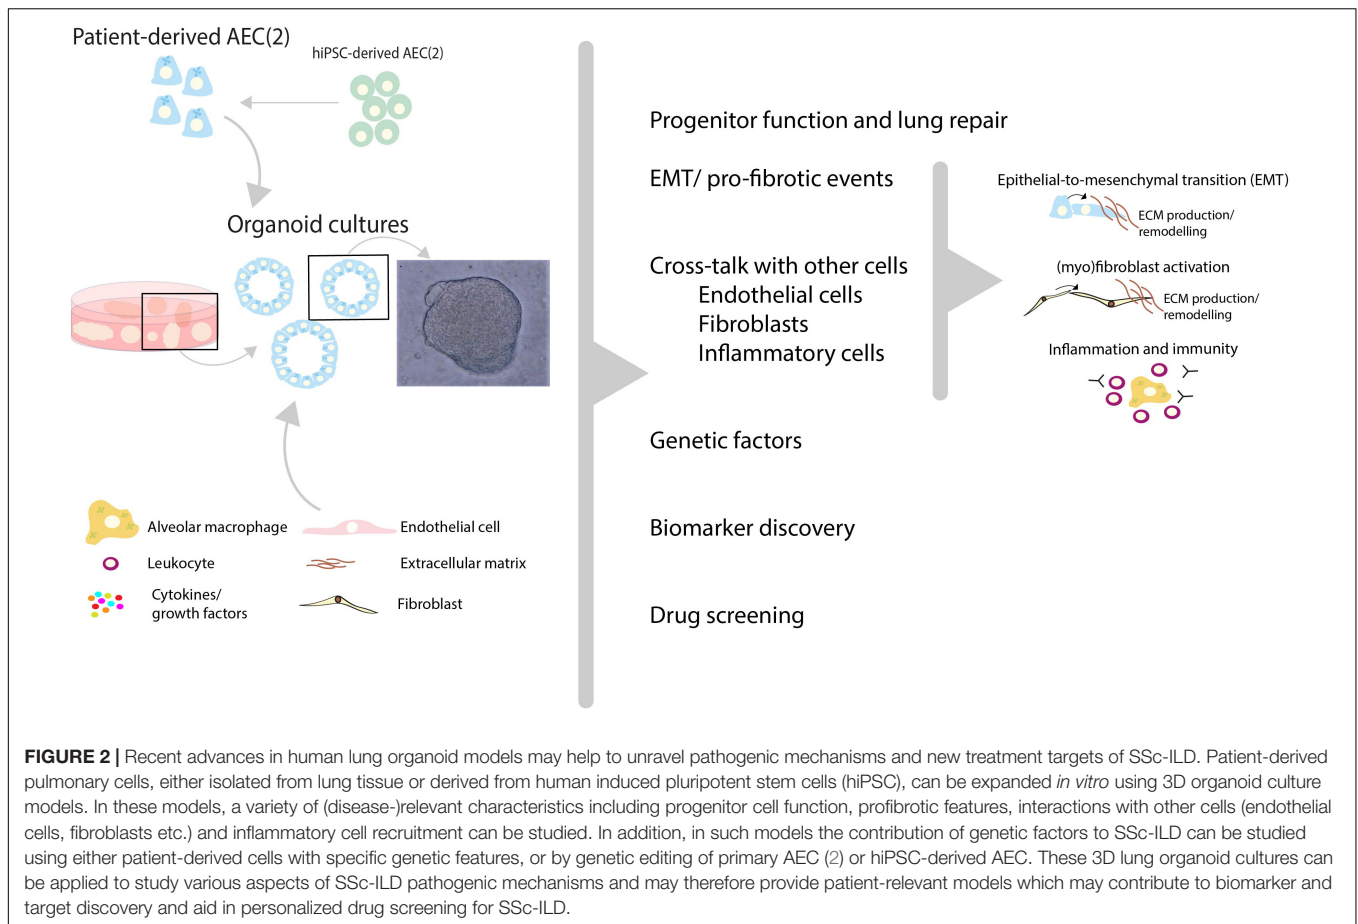 Patient-derived AEC(2)
hiPSC-derived AEC(2)
Organoid cultures
Alveolar macrophage
Endothelial cell
Leukocyte
Extracellular matrix
Cytokines/
growth factors
Fibroblast
Progenitor function and lung repair
EMT/ pro-fibrotic events
Cross-talk with other cells
Endothelial cells
Fibroblasts
Inflammatory cells
Genetic factors
Biomarker discovery
Drug screening
Epithelial-to-mesenchymal transition (EMT)
ECM production/
remodelling
(myo)fibroblast activation
ECM production/
remodelling
Inflammation and immunity
FIGURE 2 | Recent advances in human lung organoid models may help to unravel pathogenic mechanisms and new treatment targets of SSc-ILD. Patient-derived
pulmonary cells, either isolated from lung tissue or derived from human induced pluripotent stem cells (hiPSC), can be expanded in vitro using 3D organoid culture
models. In these models, a variety of (disease-)relevant characteristics including progenitor cell function, profibrotic features, interactions with other cells (endothelial
cells, fibroblasts etc.) and inflammatory cell recruitment can be studied. In addition, in such models the contribution of genetic factors to SSc-ILD can be studied
using either patient-derived cells with specific genetic features, or by genetic editing of primary AEC (2) or hiPSC-derived AEC. These 3D lung organoid cultures can
be applied to study various aspects of SSc-ILD pathogenic mechanisms and may therefore provide patient-relevant models which may contribute to biomarker and
target discovery and aid in personalized drug screening for SSc-ILD.